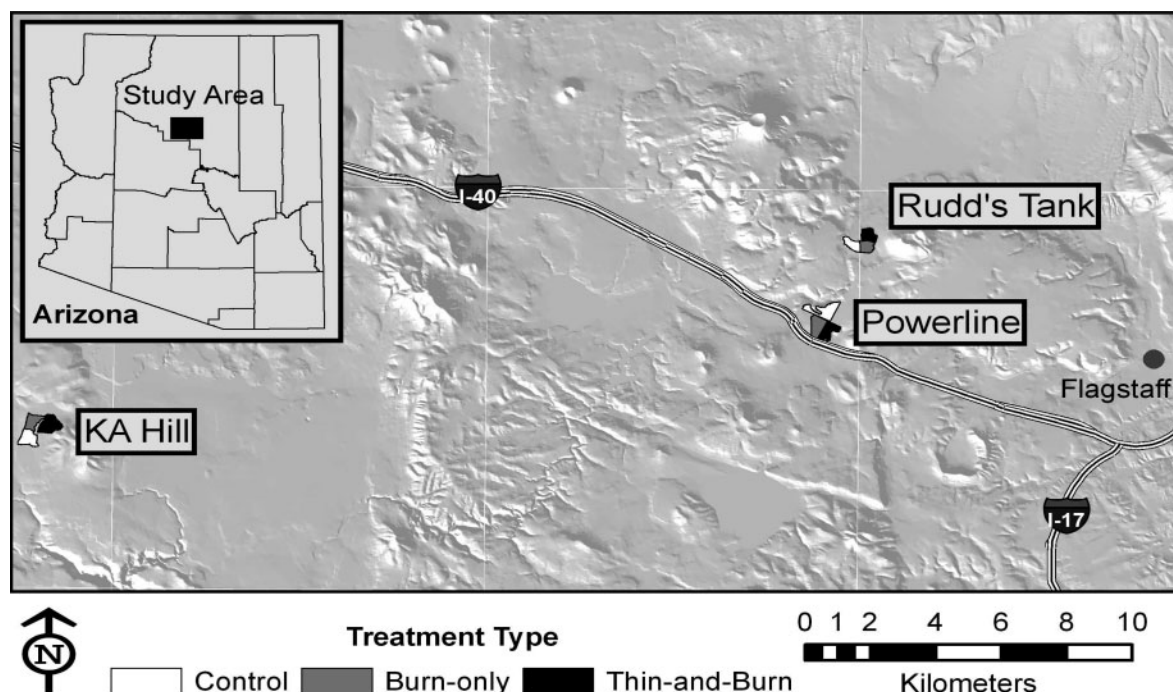 Study Area
Arizona
I-40
Rudd's Tank
Powerline
Flagstaff
KA Hill
I-17
N
Treatment Type
Control Burn-only Thin-and-Burn
0 1 2 4 6 8 10
Kilometers